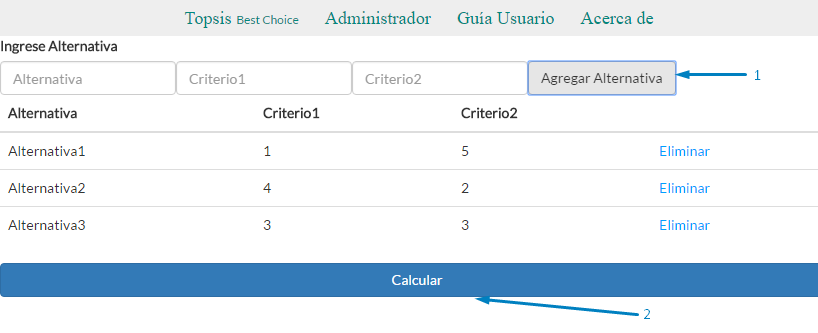 Topsis Best Choice Administrador Guía Usuario Acerca de
Ingrese Alternativa
Alternativa Criterio1 Criterio2 Agregar Alternativa 1
Alternativa Criterio1 Criterio2
Alternativa1 1 5 Eliminar
Alternativa2 4 2 Eliminar
Alternativa3 3 3 Eliminar
Calcular
2